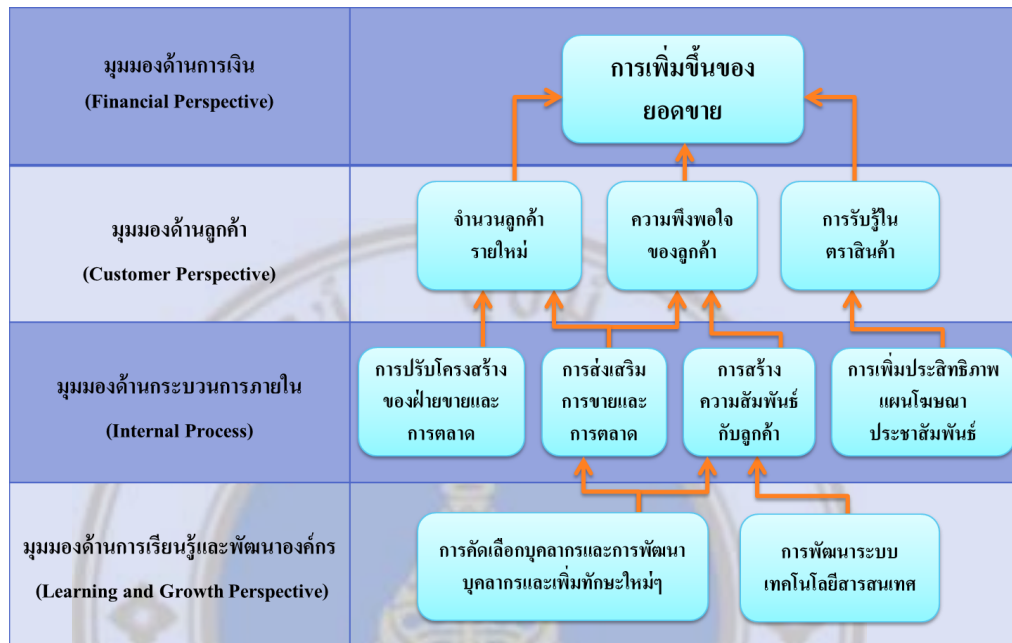 มุมมองด้านการเงิน
(Financial Perspective)
การเพิ่มขึ้นของ
ยอดขาย
มุมมองด้านลูกค้า
(Customer Perspective)
จำนวนลูกค้า
รายใหม่
ความพึงพอใจ
ของลูกค้า
การรับรู้ใน
ตราสินค้า
มุมมองด้านกระบวนการภายใน
(Internal Process)
การปรับโครงสร้าง
ของฝ่ายขายและ
การตลาด
การส่งเสริม
การขายและ
การตลาด
การสร้าง
ความสัมพันธ์
กับลูกค้า
การเพิ่มประสิทธิภาพ
แผนโฆษณา
ประชาสัมพันธ์
มุมมองด้านการเรียนรู้และพัฒนาองค์กร
(Learning and Growth Perspective)
การคัดเลือกบุคลากรและการพัฒนา
บุคลากรและเพิ่มทักษะใหม่ๆ
การพัฒนาระบบ
เทคโนโลยีสารสนเทศ